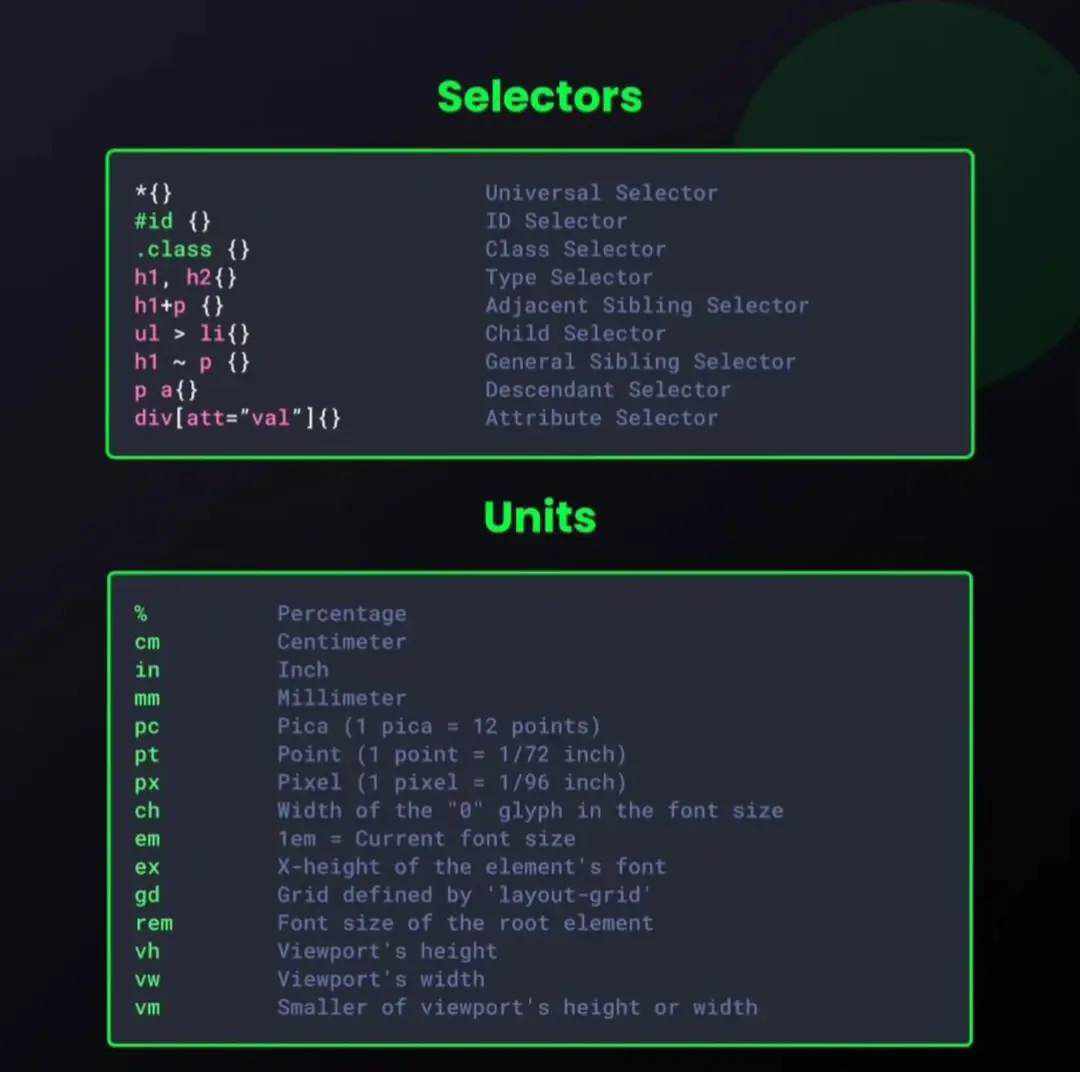 Selectors
*{} Universal Selector
#id {} ID Selector
.class {} Class Selector
h1, h2{} Type Selector
h1+p {} Adjacent Sibling Selector
ul > li{} Child Selector
h1 ~ p {} General Sibling Selector
p a{} Descendant Selector
div[att="val"]{} Attribute Selector
Units
% Percentage
cm Centimeter
in Inch
mm Millimeter
pc Pica (1 pica = 12 points)
pt Point (1 point = 1/72 inch)
px Pixel (1 pixel = 1/96 inch)
ch Width of the "0" glyph in the font size
em 1em = Current font size
ex X-height of the element's font
gd Grid defined by 'layout-grid'
rem Font size of the root element
vh Viewport's height
vw Viewport's width
vm Smaller of viewport's height or width